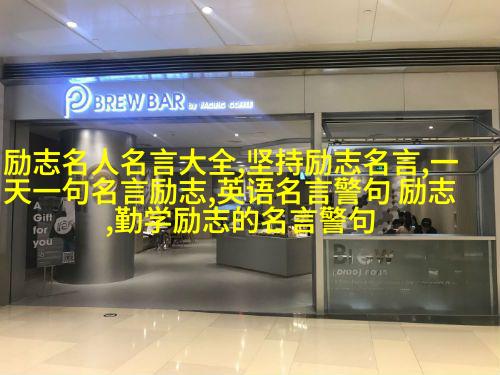 BREW BAR by PACIFIC COFFEE
励志名人名言大全,坚持励志名言,一
天一句名言励志,英语名言警句 励志
,勤学励志的名言警句
A
Gift
for
you